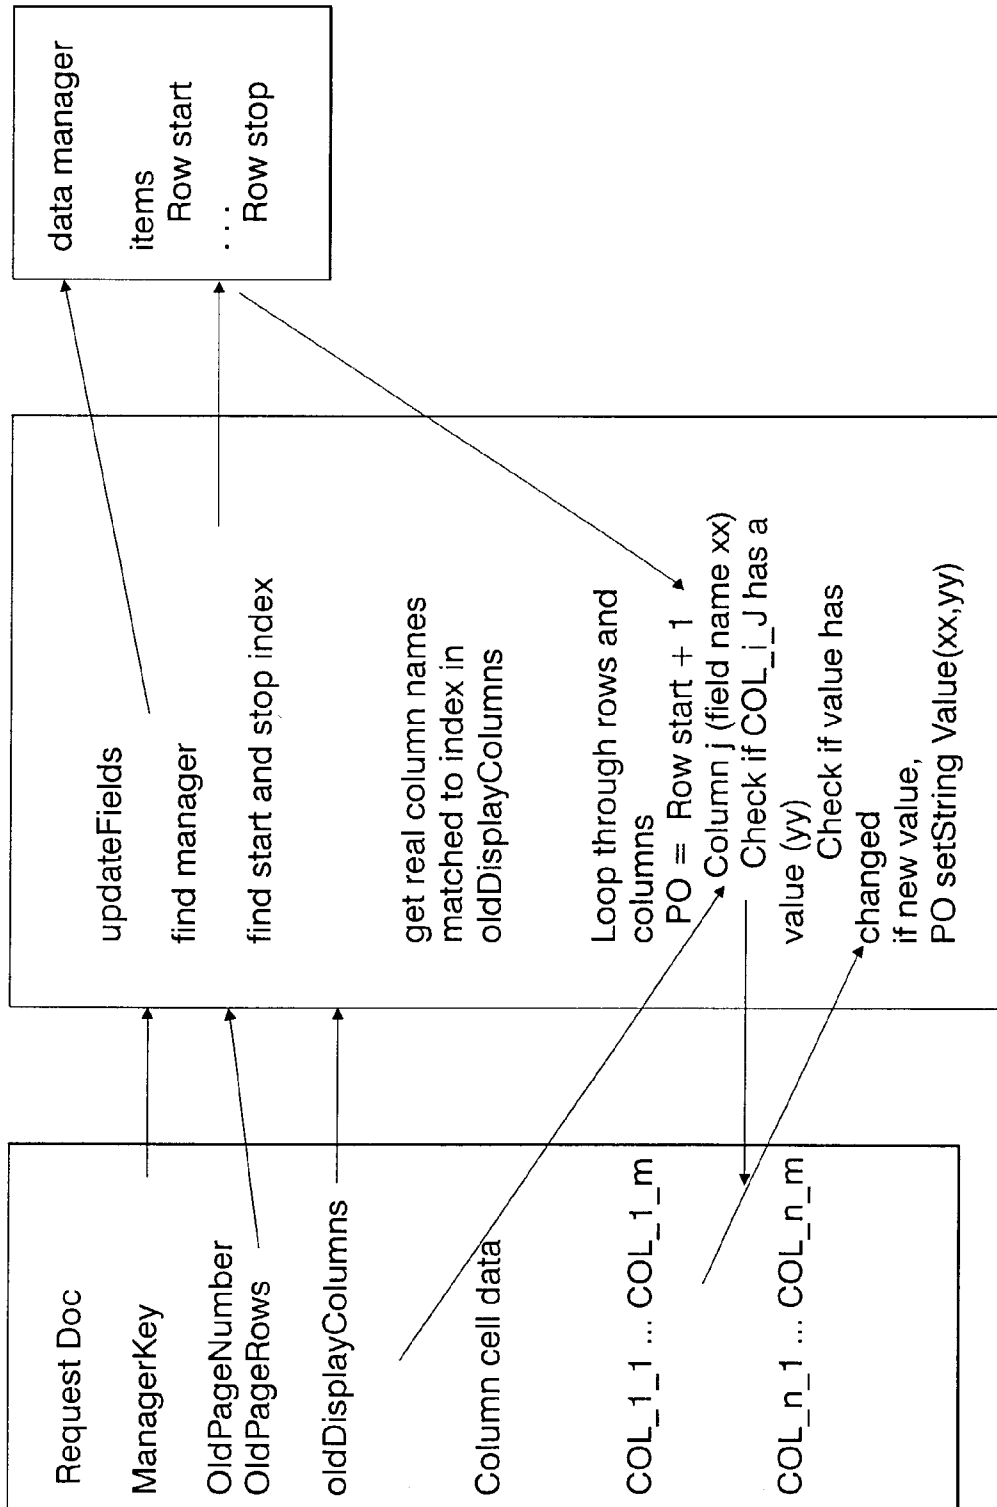 Request Doc
ManagerKey
OldPageNumber
OldPageRows
oldDisplayColumns
Column cell data
COL_1_1 ... COL_1_m
COL_n_1 ... COL_n_m
updateFields
find manager
find start and stop index
get real column names
matched to index in
oldDisplayColumns
Loop through rows and
columns
PO = Row start + 1
Column j (field name xx)
Check if COL_i_J has a
value (yy)
Check if value has
changed
if new value,
PO setString Value(xx,yy)
data manager
items
Row start
. . .
Row stop